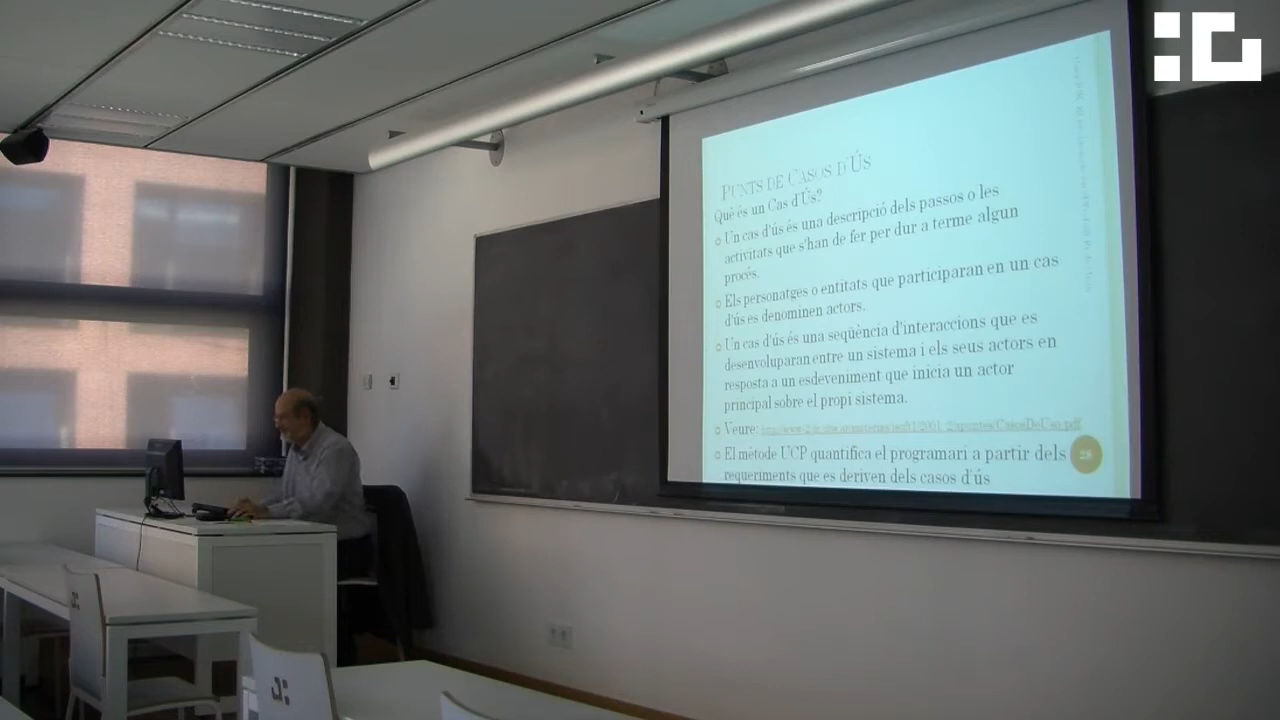 PUNTS DE CASOS D'ÚS
Què és un Cas d'Ús?
Un cas d'ús és una descripció dels passos o les
activitats que s'han de fer per dur a terme algun
procés.
Els personatges o entitats que participaran en un cas
d'ús es denominen actors.
Un cas d'ús és una seqüència d'interaccions que es
desenvoluparan entre un sistema i els seus actors en
resposta a un esdeveniment que inicia un actor
principal sobre el propi sistema.
Veure:
El mètode UCP quantifica el programari a partir dels
requeriments que es deriven dels casos d'ús
28